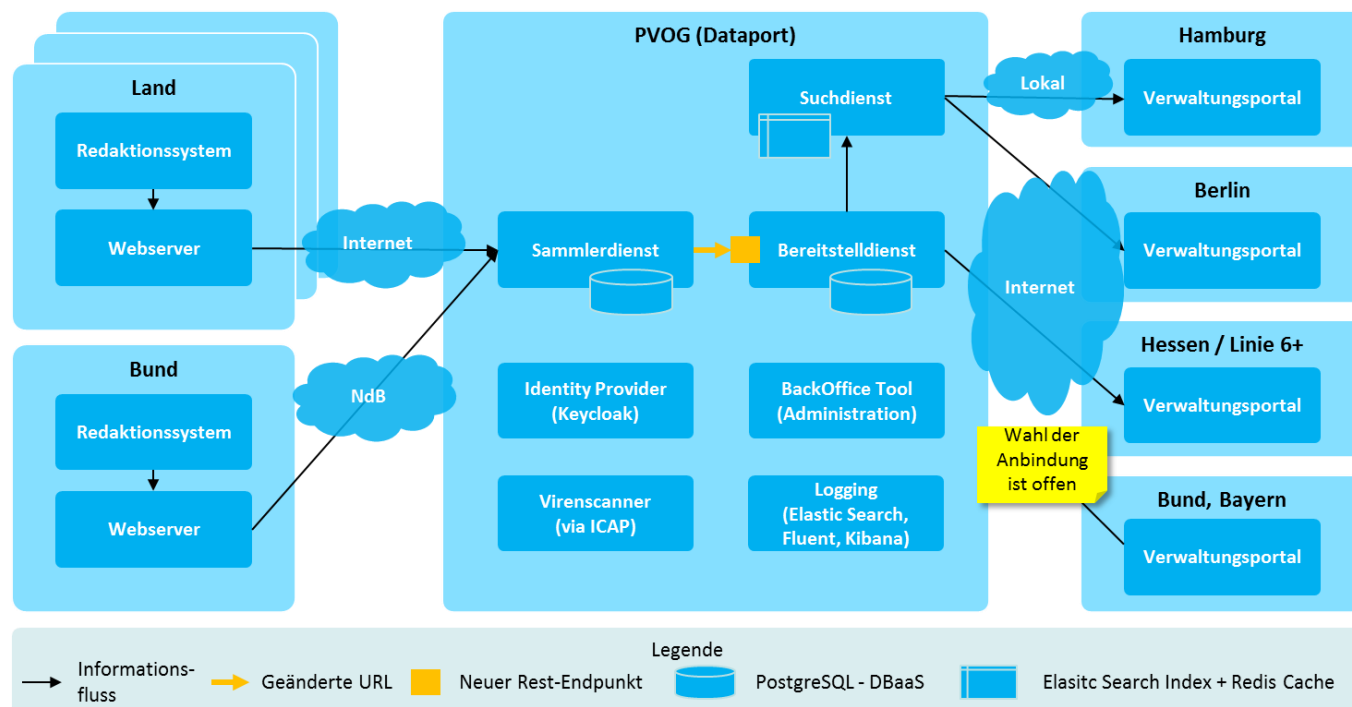 Land
Redaktionssystem
Webserver
Internet
Bund
Redaktionssystem
Webserver
NdB
PVOG (Dataport)
Suchdienst
Sammlerdienst
Bereitstelldienst
Identity Provider
(Keycloak)
BackOffice Tool
(Administration)
Virenscanner
(via ICAP)
Logging
(Elastic Search,
Fluent, Kibana)
Lokal
Internet
Wahl der
Anbindung
ist offen
Hamburg
Verwaltungsportal
Berlin
Verwaltungsportal
Hessen / Linie 6+
Verwaltungsportal
Bund, Bayern
Verwaltungsportal
Legende
Informations-
fluss
Geänderte URL
Neuer Rest-Endpunkt
PostgreSQL - DBaaS
Elasitc Search Index + Redis Cache